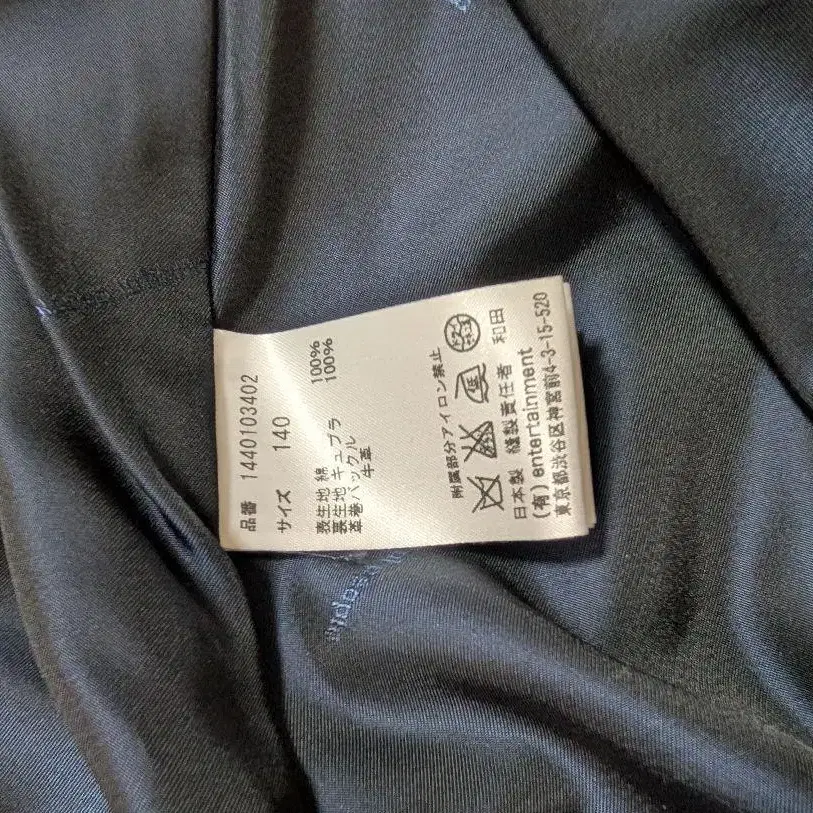 品番 1440103402
サイズ 140
表生地 綿 100%
裏生地 キュプラ 100%
革巻バックル
牛革
附属部分アイロン禁止
日本製 縫製責任者 和田
(有) entertainment
東京都渋谷区神宮前4-3-15-520